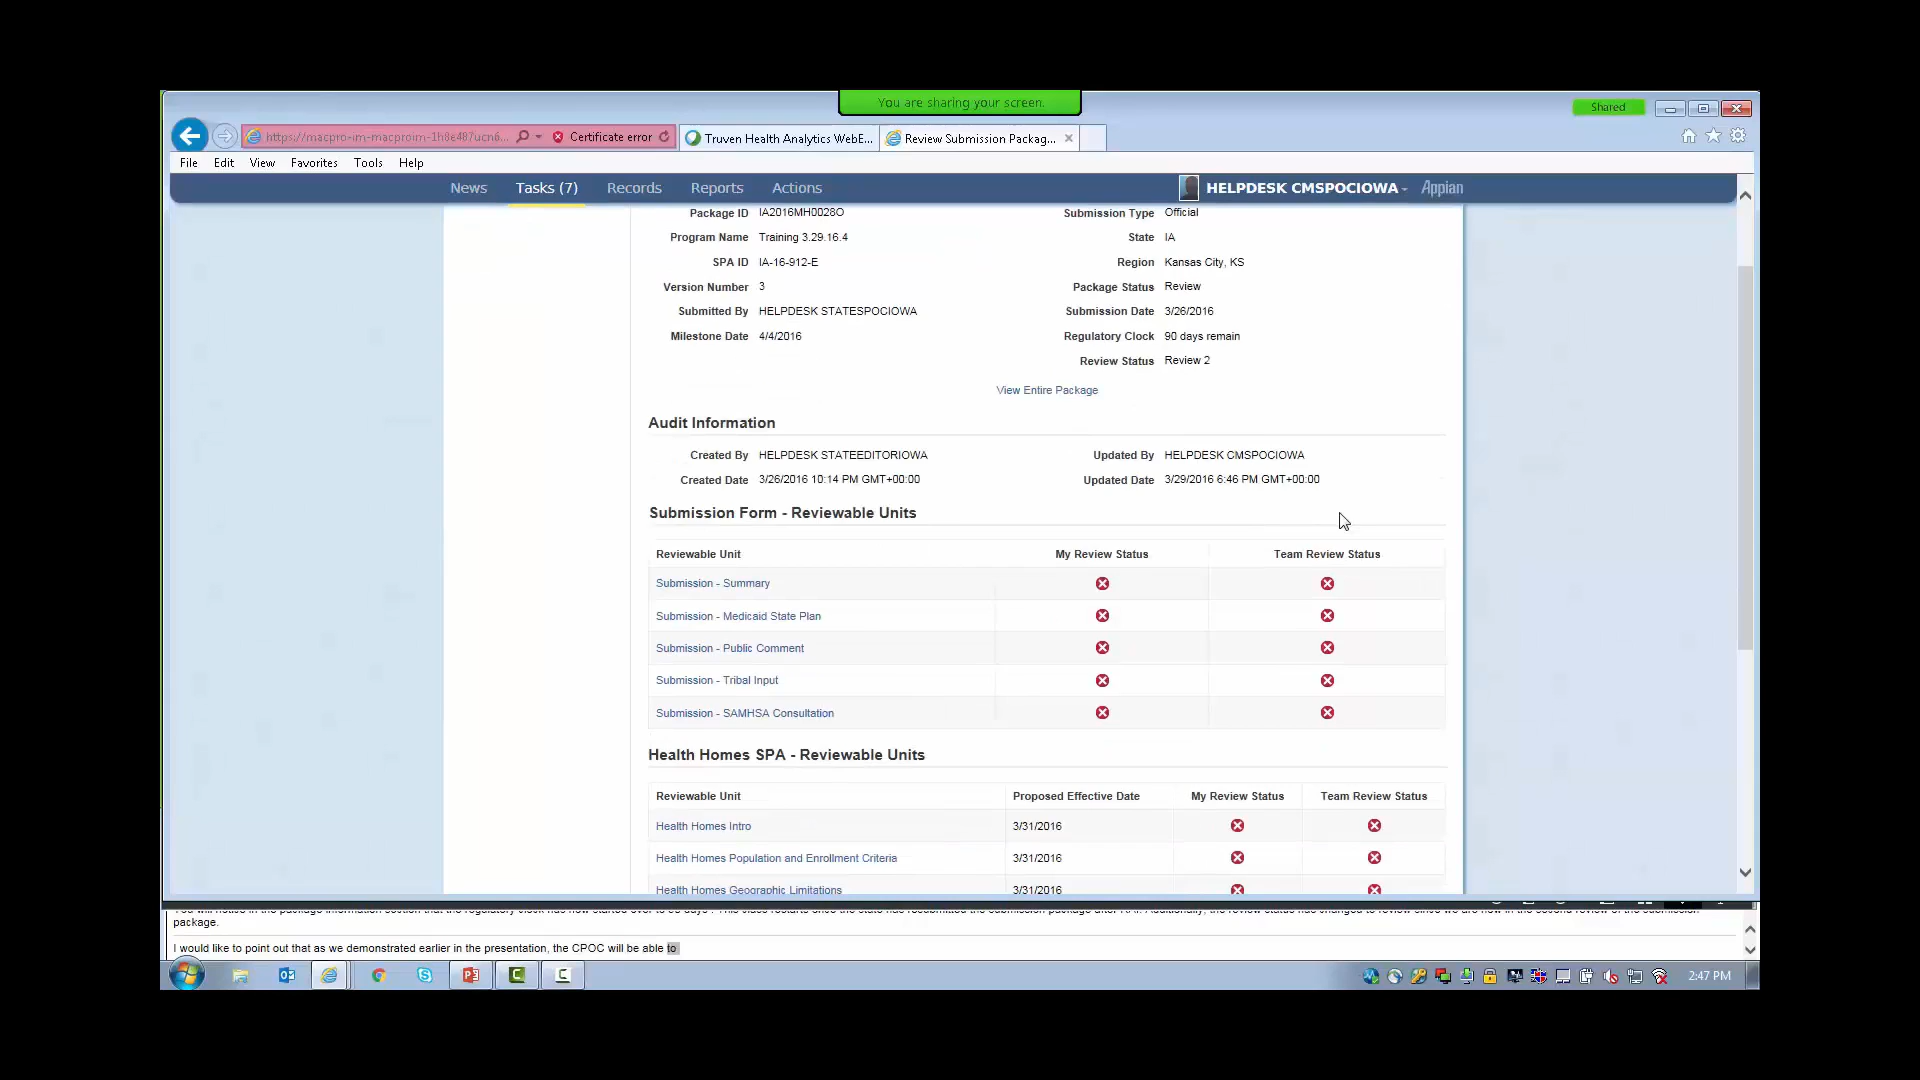 You are sharing your screen.
Shared
https://macpro-im-macproim-1h8e487ucn6... Certificate error
Truven Health Analytics WebE...
Review Submission Packag...
File Edit View Favorites Tools Help
News Tasks (7) Records Reports Actions
HELPDESK CMSPOCIOWA Appian
Package ID IA2016MH0028O Submission Type Official
Program Name Training 3.29.16.4 State IA
SPA ID IA-16-912-E Region Kansas City, KS
Version Number 3 Package Status Review
Submitted By HELPDESK STATESPOCIOWA Submission Date 3/26/2016
Milestone Date 4/4/2016 Regulatory Clock 90 days remain
Review Status Review 2
View Entire Package
Audit Information
Created By HELPDESK STATEEDITORIOWA Updated By HELPDESK CMSPOCIOWA
Created Date 3/26/2016 10:14 PM GMT+00:00 Updated Date 3/29/2016 6:46 PM GMT+00:00
Submission Form - Reviewable Units
Reviewable Unit My Review Status Team Review Status
Submission - Summary
Submission - Medicaid State Plan
Submission - Public Comment
Submission - Tribal Input
Submission - SAMHSA Consultation
Health Homes SPA - Reviewable Units
Reviewable Unit Proposed Effective Date My Review Status Team Review Status
Health Homes Intro 3/31/2016
Health Homes Population and Enrollment Criteria 3/31/2016
Health Homes Geographic Limitations 3/31/2016
package.
I would like to point out that as we demonstrated earlier in the presentation, the CPOC will be able to
2:47 PM